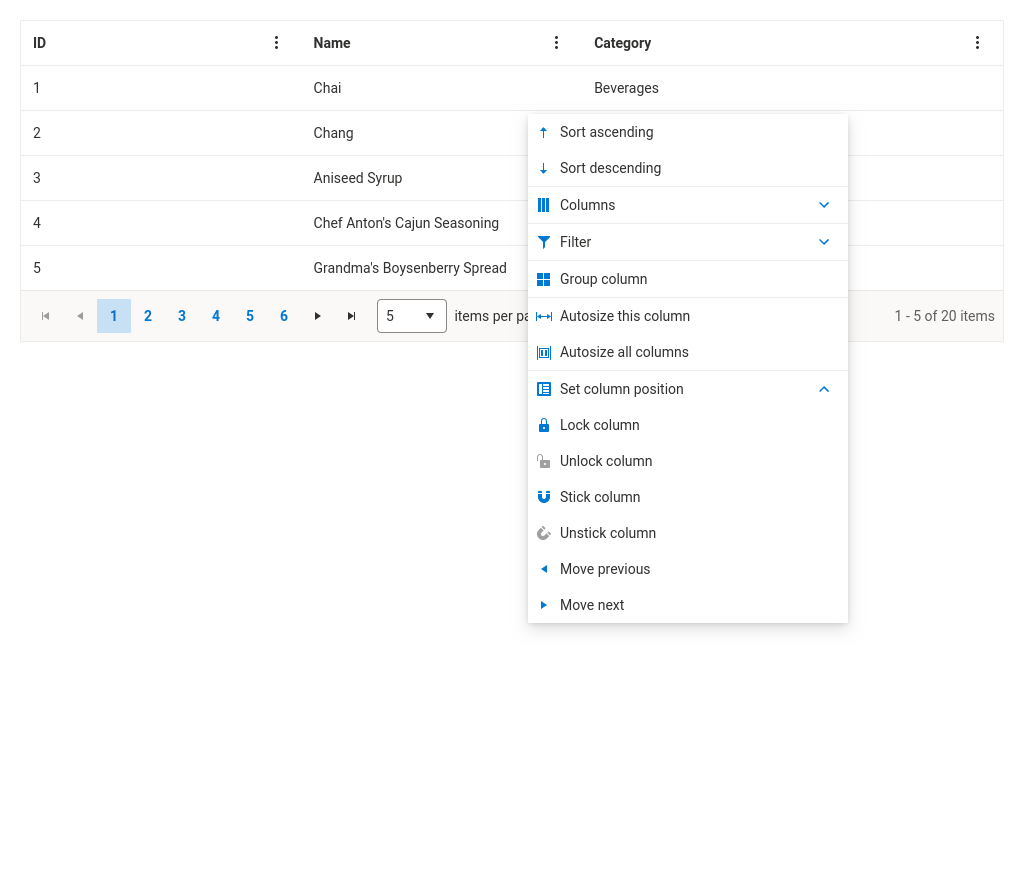 ID Name Category
1 Chai Beverages
2 Chang
3 Aniseed Syrup
4 Chef Anton's Cajun Seasoning
5 Grandma's Boysenberry Spread
1 2 3 4 5 6 5 items per pa 1 - 5 of 20 items
Sort ascending
Sort descending
Columns
Filter
Group column
Autosize this column
Autosize all columns
Set column position
Lock column
Unlock column
Stick column
Unstick column
Move previous
Move next